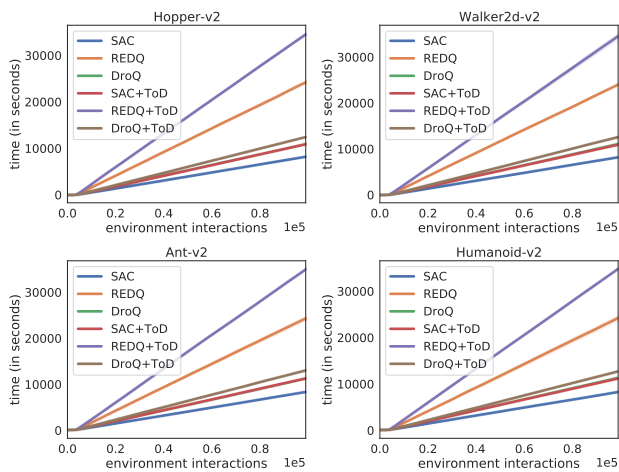 Hopper-v2
time (in seconds)
30000
20000
10000
0
SAC
REDQ
DroQ
SAC+ToD
REDQ+ToD
DroQ+ToD
0.0 0.2 0.4 0.6 0.8
1e5
environment interactions
Walker2d-v2
time (in seconds)
30000
20000
10000
0
SAC
REDQ
DroQ
SAC+ToD
REDQ+ToD
DroQ+ToD
0.0 0.2 0.4 0.6 0.8
1e5
environment interactions
Ant-v2
time (in seconds)
30000
20000
10000
0
SAC
REDQ
DroQ
SAC+ToD
REDQ+ToD
DroQ+ToD
0.0 0.2 0.4 0.6 0.8
1e5
environment interactions
Humanoid-v2
time (in seconds)
30000
20000
10000
0
SAC
REDQ
DroQ
SAC+ToD
REDQ+ToD
DroQ+ToD
0.0 0.2 0.4 0.6 0.8
1e5
environment interactions